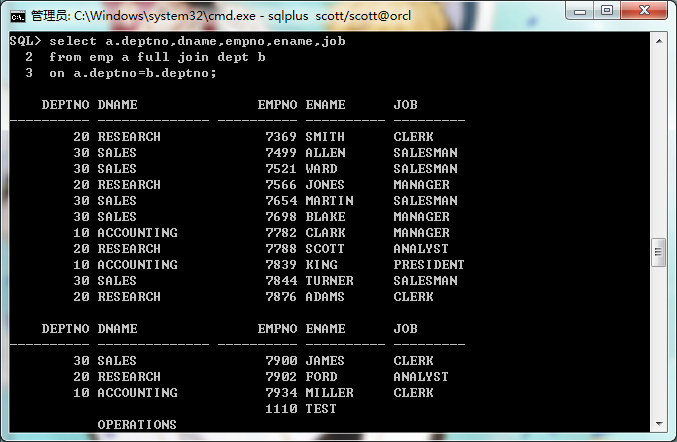 管理员: C:\Windows\system32\cmd.exe - sqlplus  scott/scott@orcl
SQL> select a.deptno,dname,empno,ename,job
  2  from emp a full join dept b
  3  on a.deptno=b.deptno;
    DEPTNO DNAME               EMPNO ENAME      JOB
---------- -------------- ---------- ---------- ---------
        20 RESEARCH             7369 SMITH      CLERK
        30 SALES                7499 ALLEN      SALESMAN
        30 SALES                7521 WARD       SALESMAN
        20 RESEARCH             7566 JONES      MANAGER
        30 SALES                7654 MARTIN     SALESMAN
        30 SALES                7698 BLAKE      MANAGER
        10 ACCOUNTING           7782 CLARK      MANAGER
        20 RESEARCH             7788 SCOTT      ANALYST
        10 ACCOUNTING           7839 KING       PRESIDENT
        30 SALES                7844 TURNER     SALESMAN
        20 RESEARCH             7876 ADAMS      CLERK
    DEPTNO DNAME               EMPNO ENAME      JOB
---------- -------------- ---------- ---------- ---------
        30 SALES                7900 JAMES      CLERK
        20 RESEARCH             7902 FORD       ANALYST
        10 ACCOUNTING           7934 MILLER     CLERK
                                1110 TEST
           OPERATIONS